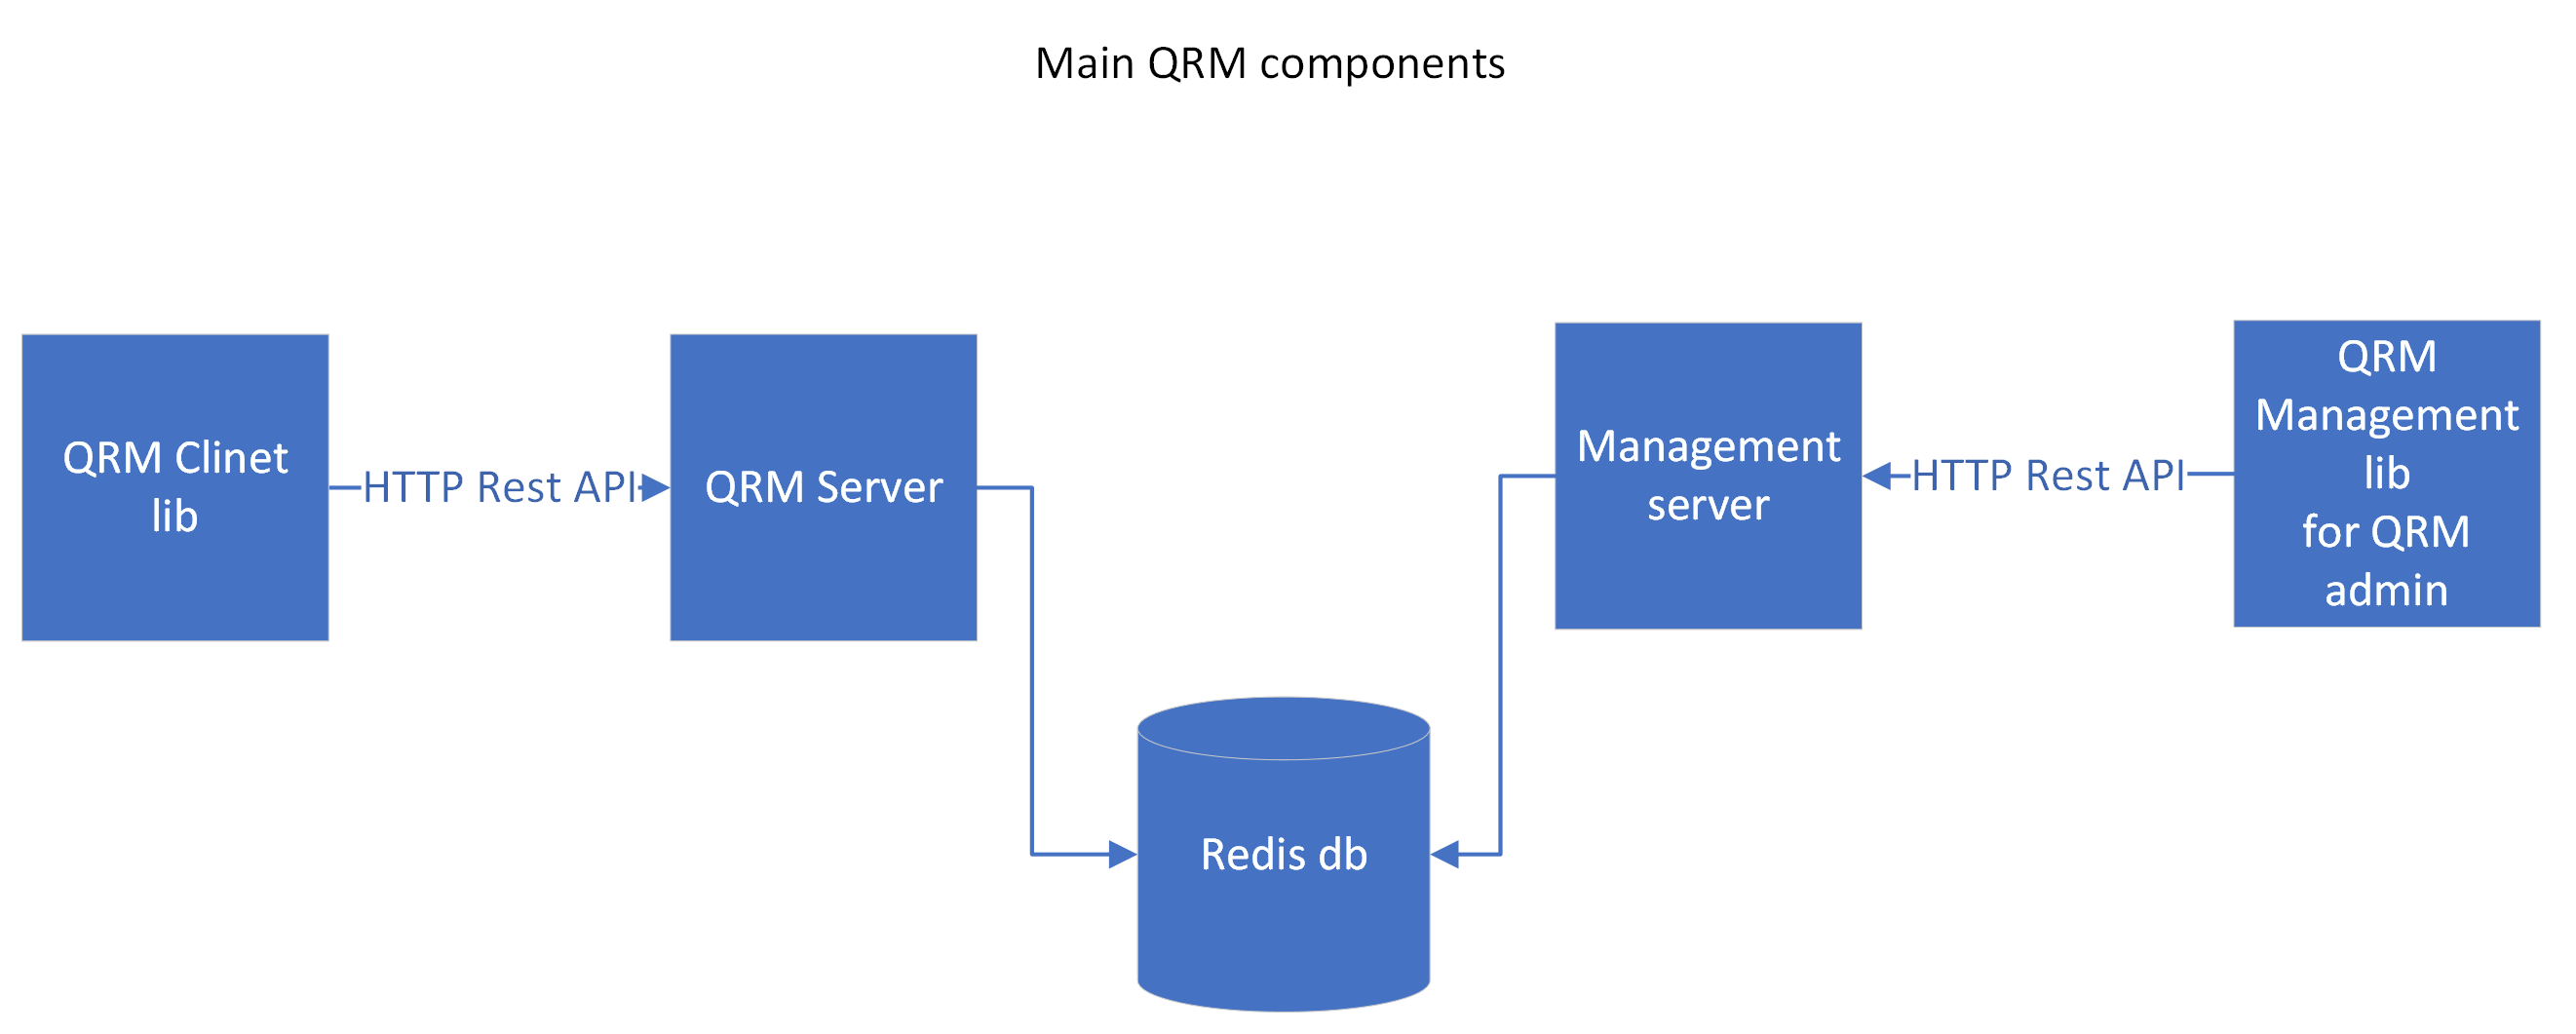 Main QRM components
QRM Clinet
lib
HTTP Rest API
QRM Server
Management
server
HTTP Rest API
QRM
Management
lib
for QRM
admin
Redis db